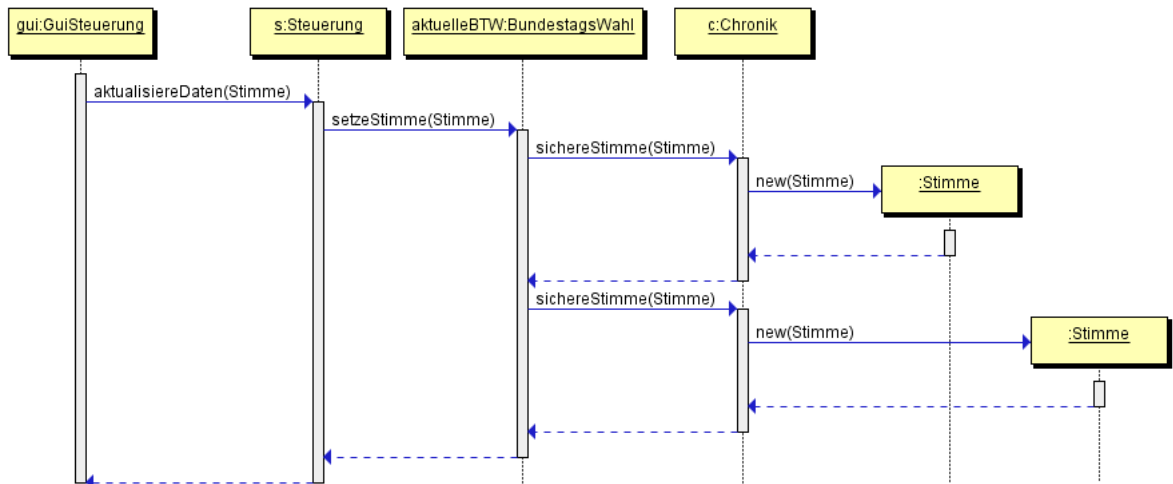 gui:GuiSteuerung
s:Steuerung
aktuelleBTW:BundestagsWahl
c:Chronik
aktualisiereDaten(Stimme)
setzeStimme(Stimme)
sichereStimme(Stimme)
new(Stimme)
:Stimme
sichereStimme(Stimme)
new(Stimme)
:Stimme